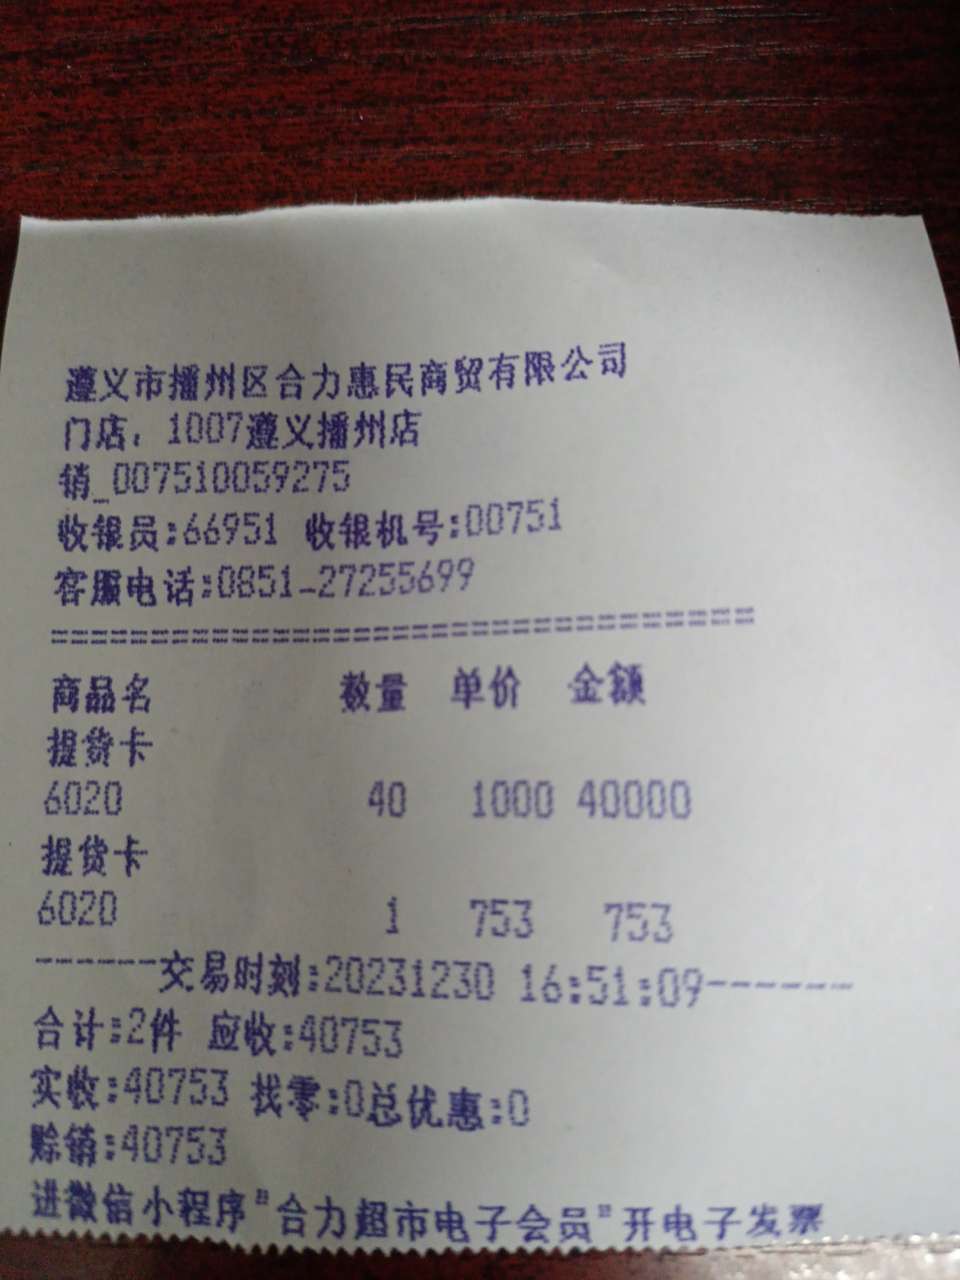 遵义市播州区合力惠民商贸有限公司
门店: 1007遵义播州店
销_007510059275
收银员:66951 收银机号:00751
客服电话:0851-27255699
商品名 数量 单价 金额
提货卡
6020 40 1000 40000
提货卡
6020 1 753 753
------交易时刻:20231230 16:51:09------
合计:2件 应收:40753
实收:40753 找零:0总优惠:0
赊销:40753
进微信小程序"合力超市电子会员"开电子发票